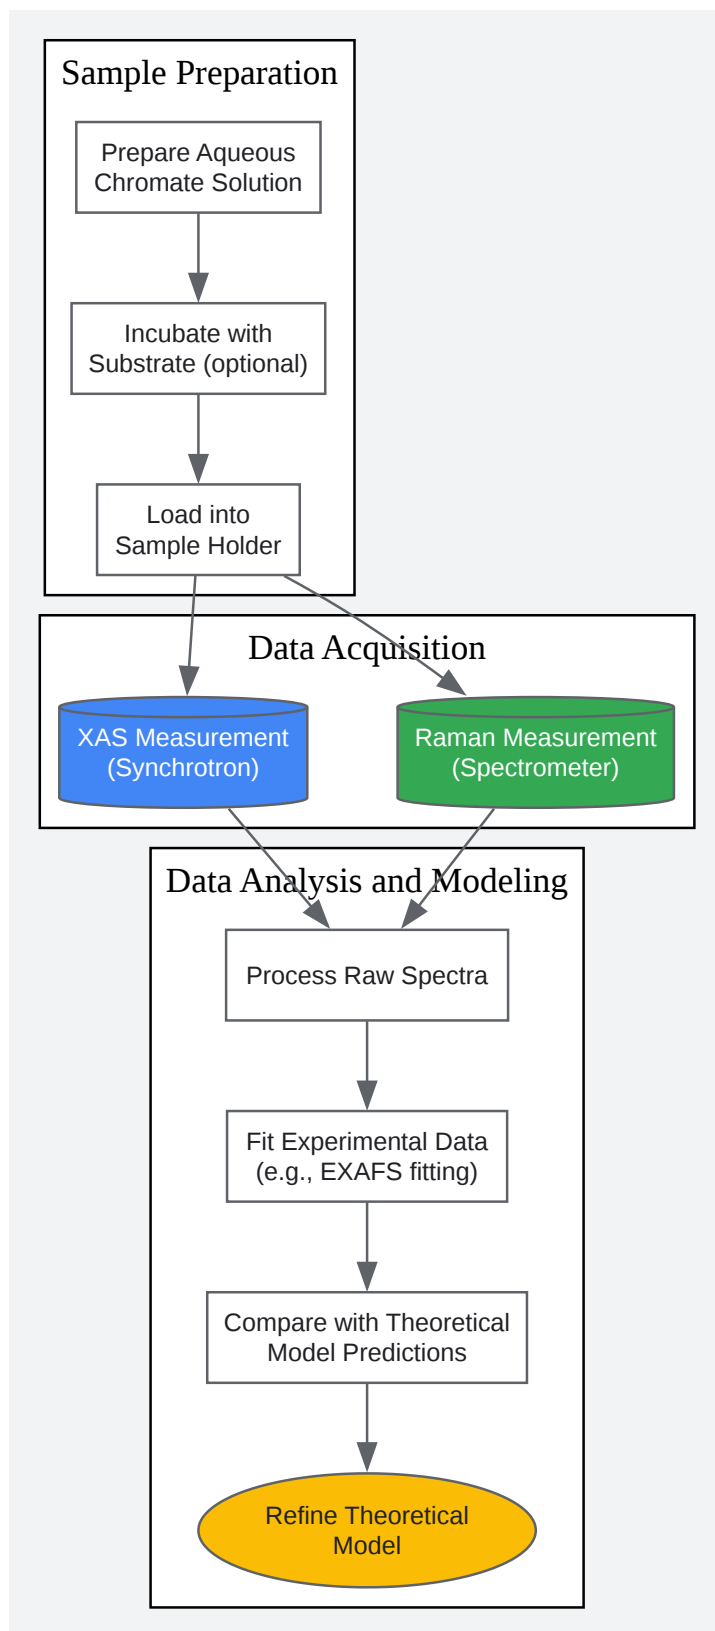 Sample Preparation
Prepare Aqueous
Chromate Solution
Incubate with
Substrate (optional)
Load into
Sample Holder
Data Acquisition
XAS Measurement
(Synchrotron)
Raman Measurement
(Spectrometer)
Data Analysis and Modeling
Process Raw Spectra
Fit Experimental Data
(e.g., EXAFS fitting)
Compare with Theoretical
Model Predictions
Refine Theoretical
Model